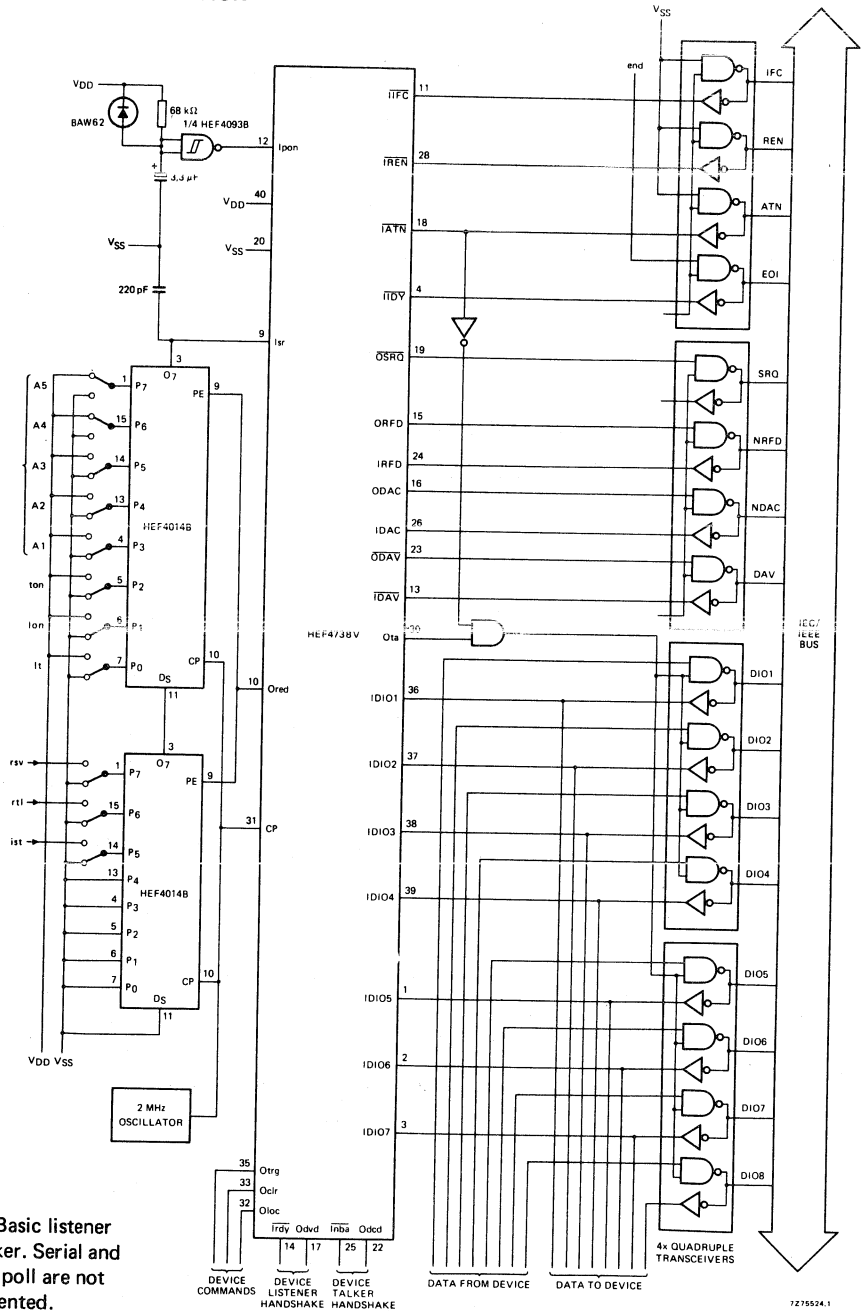 VSS
VDD
68 kΩ
1/4 HEF4093B
BAW62
3,3 µF
VSS
220 pF
12 Ipon
VDD 40
VSS 20
9 Isr
IIFC 11
IREN 28
IATN 18
IIDY 4
OSRQ 19
ORFD 15
IRFD 24
ODAC 16
IDAC 26
ODAV 23
IDAV 13
HEF4738V
Ota
IDIO1 36
IDIO2 37
IDIO3 38
IDIO4 39
IDIO5 1
IDIO6 2
IDIO7 3
10 Ored
31 CP
35 Otrg
33 Oclr
32 Oloc
Irdy Odvd Inba Odcd
14 17 25 22
end
IFC
REN
ATN
EOI
SRQ
NRFD
NDAC
DAV
IEC/
IEEE
BUS
DIO1
DIO2
DIO3
DIO4
DIO5
DIO6
DIO7
DIO8
4x QUADRUPLE
TRANSCEIVERS
3
O7
A5 1 P7 PE 9
A4 15 P6
A3 14 P5
A2 13 P4
HEF4014B
A1 4 P3
ton 5 P2
lon 6 P1
lt 7 P0 CP 10
DS
11
3
O7
rsv 1 P7 PE 9
rtl 15 P6
ist 14 P5
13 P4
HEF4014B
4 P3
5 P2
6 P1
7 P0 CP 10
DS
11
VDD VSS
2 MHz
OSCILLATOR
DEVICE
COMMANDS
DEVICE
LISTENER
HANDSHAKE
DEVICE
TALKER
HANDSHAKE
DATA FROM DEVICE
DATA TO DEVICE
Basic listener
ker. Serial and
poll are not
ented.
7Z75524.1